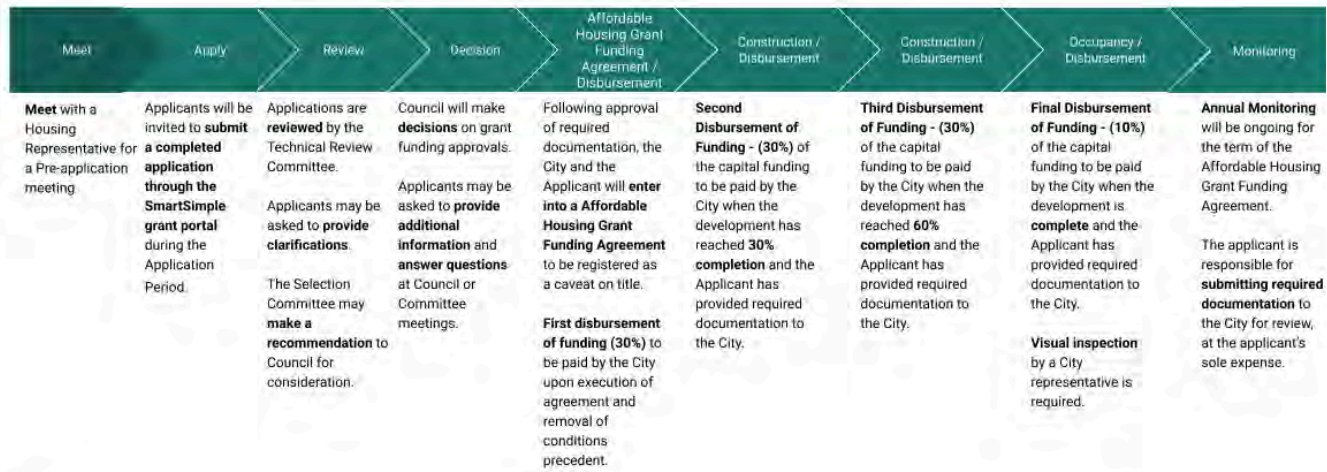 Meet
Apply
Review
Decision
Affordable
Housing Grant
Funding
Agreement /
Disbursement
Construction /
Disbursement
Construction /
Disbursement
Occupancy /
Disbursement
Monitoring
Meet with a
Housing
Representative for
a Pre-application
meeting
Applicants will be
invited to submit
a completed
application
through the
SmartSimple
grant portal
during the
Application
Period
Applications are
reviewed by the
Technical Review
Committee.
Applicants may be
asked to provide
clarifications.
The Selection
Committee may
make a
recommendation to
Council for
consideration.
Council will make
decisions on grant
funding approvals.
Applicants may be
asked to provide
additional
information and
answer questions
at Council or
Committee
meetings.
Following approval
of required
documentation, the
City and the
Applicant will enter
into a Affordable
Housing Grant
Funding Agreement
to be registered as
a caveat on title.
First disbursement
of funding (30%) to
be paid by the City
upon execution of
agreement and
removal of
conditions
precedent.
Second
Disbursement of
Funding - (30%) of
the capital funding
to be paid by the
City when the
development has
reached 30%
completion and the
Applicant has
provided required
documentation to
the City.
Third Disbursement
of Funding - (30%)
of the capital
funding to be paid
by the City when the
development has
reached 60%
completion and the
Applicant has
provided required
documentation to
the City.
Final Disbursement
of Funding - (10%)
of the capital
funding to be paid
by the City when the
development is
complete and the
Applicant has
provided required
documentation to
the City.
Visual inspection
by a City
representative is
required.
Annual Monitoring
will be ongoing for
the term of the
Affordable Housing
Grant Funding
Agreement.
The applicant is
responsible for
submitting required
documentation to
the City for review,
at the applicant's
sole expense.